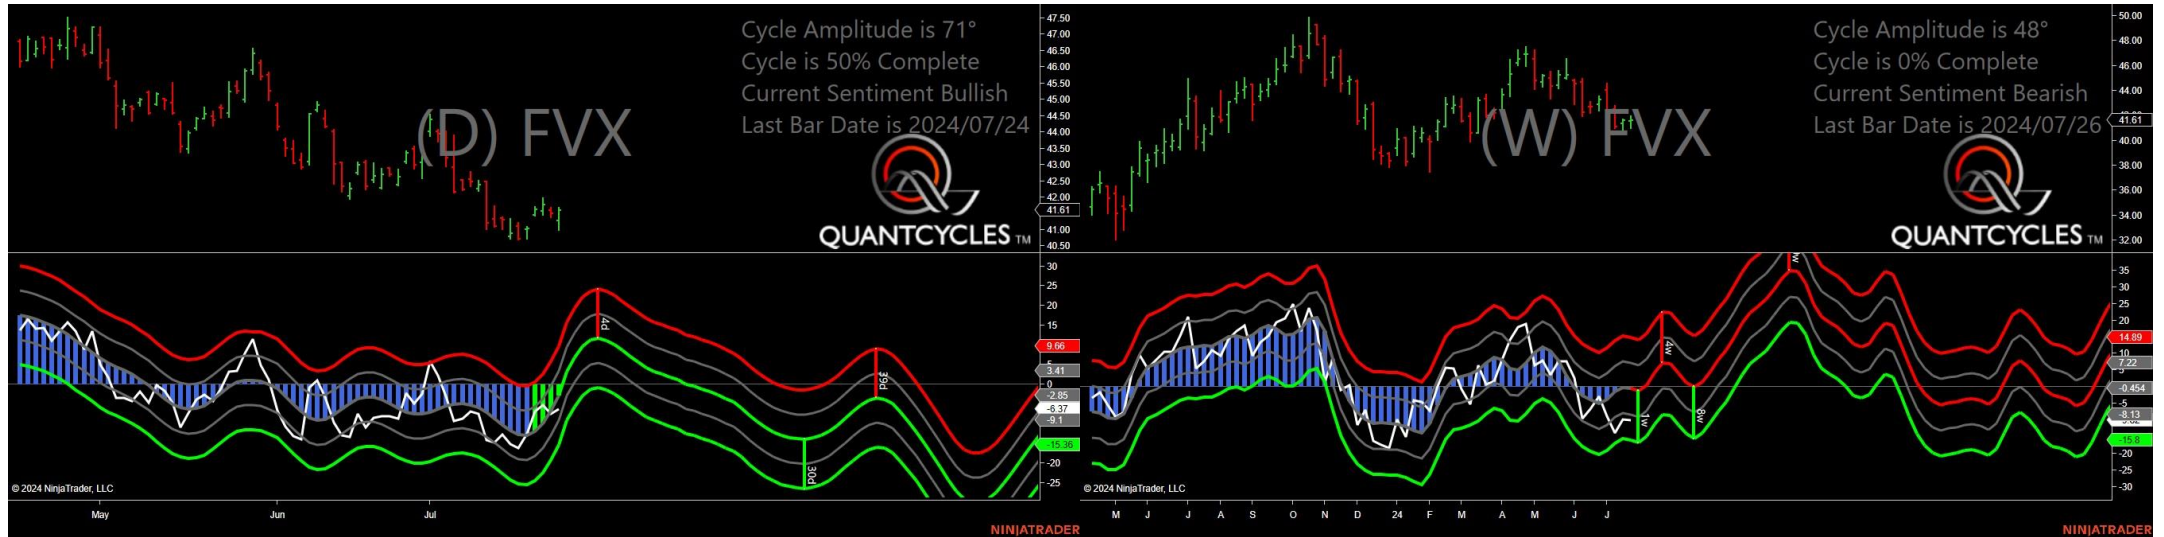 Cycle Amplitude is 71°
Cycle is 50% Complete
Current Sentiment Bullish
Last Bar Date is 2024/07/24
(D) FVX
QUANTCYCLES TM
47.50
47.00
46.50
46.00
45.50
45.00
44.50
44.00
43.50
43.00
42.50
42.00
41.61
41.00
40.50
30
25
20
15
9.66
3.41
0
-2.85
-6.37
-9.1
-15.36
-20
-25
4d
30d
39d
© 2024 NinjaTrader, LLC
May
Jun
Jul
NINJATRADER
Cycle Amplitude is 48°
Cycle is 0% Complete
Current Sentiment Bearish
Last Bar Date is 2024/07/26
(W) FVX
QUANTCYCLES TM
50.00
48.00
46.00
44.00
41.61
40.00
38.00
36.00
34.00
32.00
35
30
25
20
14.89
10
7.22
5
-0.454
-5
-8.13
-15.8
-20
-25
-30
1w
4w
8w
© 2024 NinjaTrader, LLC
M
J
J
A
S
O
N
D
24
F
M
A
M
J
J
NINJATRADER